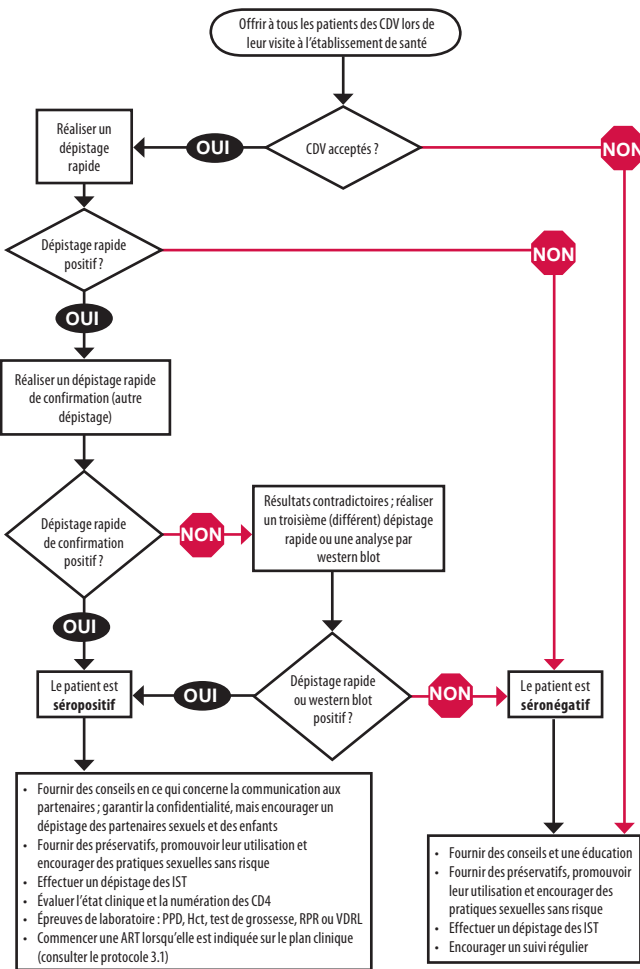 Offrir à tous les patients des CDV lors de
leur visite à l'établissement de santé
Réaliser un
dépistage
rapide
OUI
CDV acceptés ?
NON
Dépistage rapide
positif ?
NON
OUI
Réaliser un dépistage rapide
de confirmation (autre
dépistage)
Dépistage rapide
de confirmation
positif ?
NON
Résultats contradictoires ; réaliser
un troisième (différent) dépistage
rapide ou une analyse par
western blot
OUI
Le patient est
séropositif
OUI
Dépistage rapide
ou western blot
positif ?
NON
Le patient est
séronégatif
• Fournir des conseils en ce qui concerne la communication aux
partenaires ; garantir la confidentialité, mais encourager un
dépistage des partenaires sexuels et des enfants
• Fournir des préservatifs, promouvoir leur utilisation et
encourager des pratiques sexuelles sans risque
• Effectuer un dépistage des IST
• Évaluer l'état clinique et la numération des CD4
• Épreuves de laboratoire : PPD, Hct, test de grossesse, RPR ou VDRL
• Commencer une ART lorsqu'elle est indiquée sur le plan clinique
(consulter le protocole 3.1)
• Fournir des conseils et une éducation
• Fournir des préservatifs, promouvoir
leur utilisation et encourager des
pratiques sexuelles sans risque
• Effectuer un dépistage des IST
• Encourager un suivi régulier